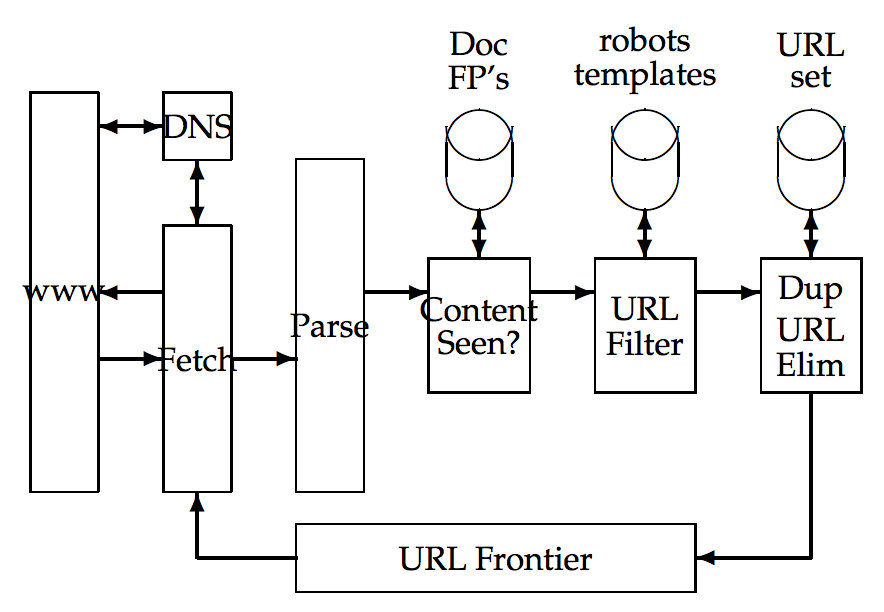 Doc
FP's
robots
templates
URL
set
DNS
www
Fetch
Parse
Content
Seen?
URL
Filter
Dup
URL
Elim
URL Frontier